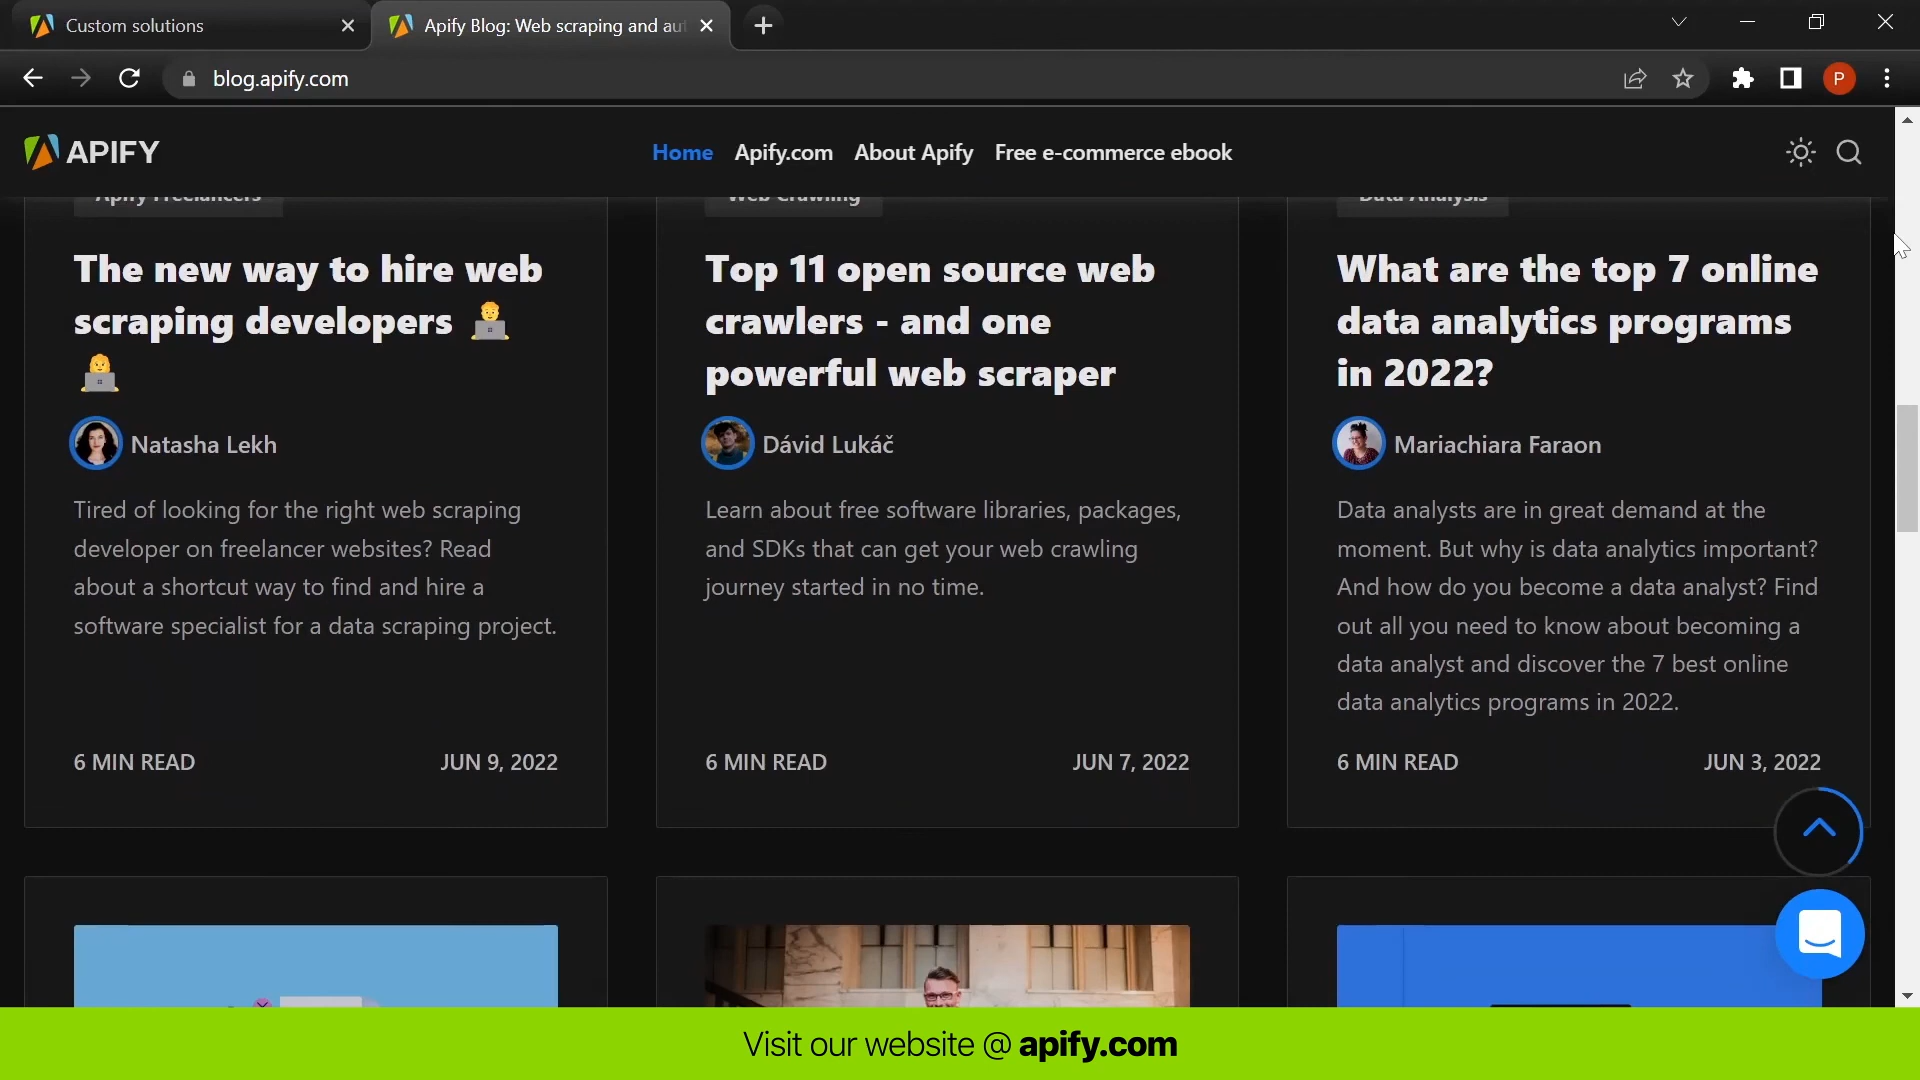 Custom solutions
Apify Blog: Web scraping and au
blog.apify.com
P
APIFY
Home Apify.com About Apify Free e-commerce ebook
Apify Freelancers
Web Crawling
Data Analysis
The new way to hire web
scraping developers
Natasha Lekh
Tired of looking for the right web scraping
developer on freelancer websites? Read
about a shortcut way to find and hire a
software specialist for a data scraping project.
6 MIN READ JUN 9, 2022
Top 11 open source web
crawlers - and one
powerful web scraper
Dávid Lukáč
Learn about free software libraries, packages,
and SDKs that can get your web crawling
journey started in no time.
6 MIN READ JUN 7, 2022
What are the top 7 online
data analytics programs
in 2022?
Mariachiara Faraon
Data analysts are in great demand at the
moment. But why is data analytics important?
And how do you become a data analyst? Find
out all you need to know about becoming a
data analyst and discover the 7 best online
data analytics programs in 2022.
6 MIN READ JUN 3, 2022
Visit our website @ apify.com